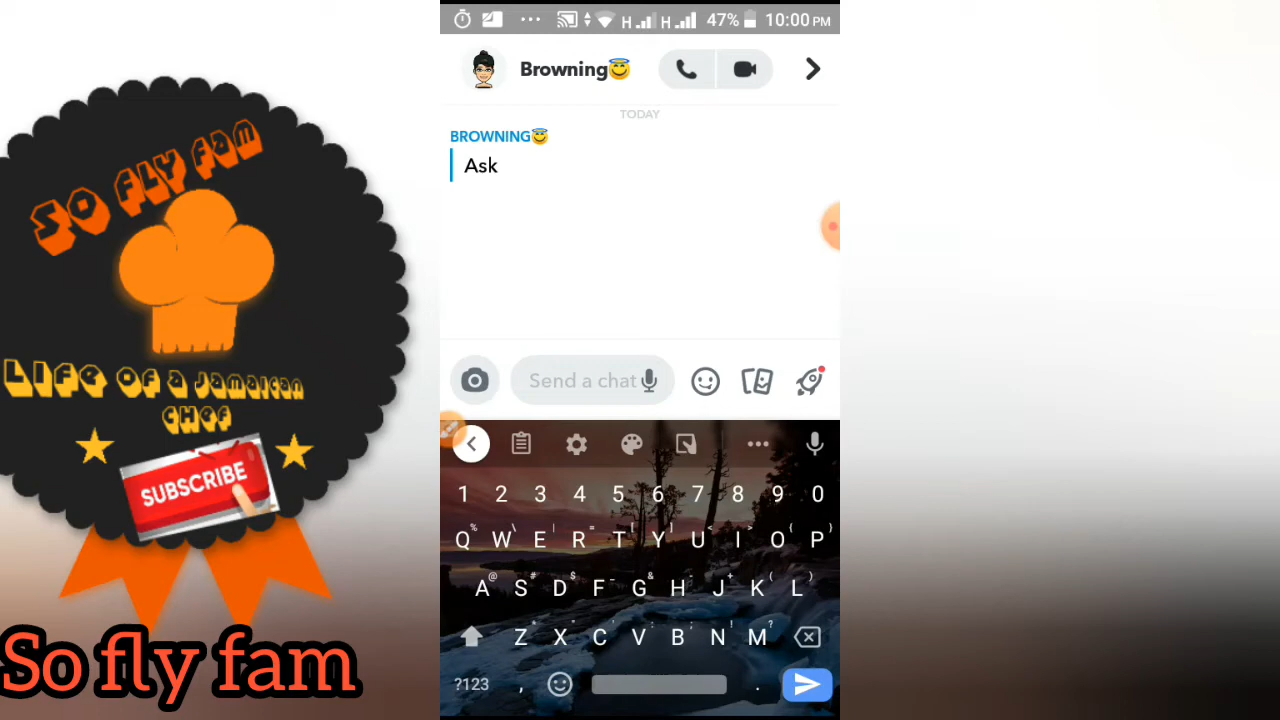 SO FLY FAM
LIFE OF A JAMAICAN
CHEF
SUBSCRIBE
So fly fam
H H 47% 10:00 PM
Browning😇
TODAY
BROWNING😇
Ask
Send a chat
1 2 3 4 5 6 7 8 9 0
Q W E R T Y U I O P
A S D F G H J K L
Z X C V B N M
?123 , .